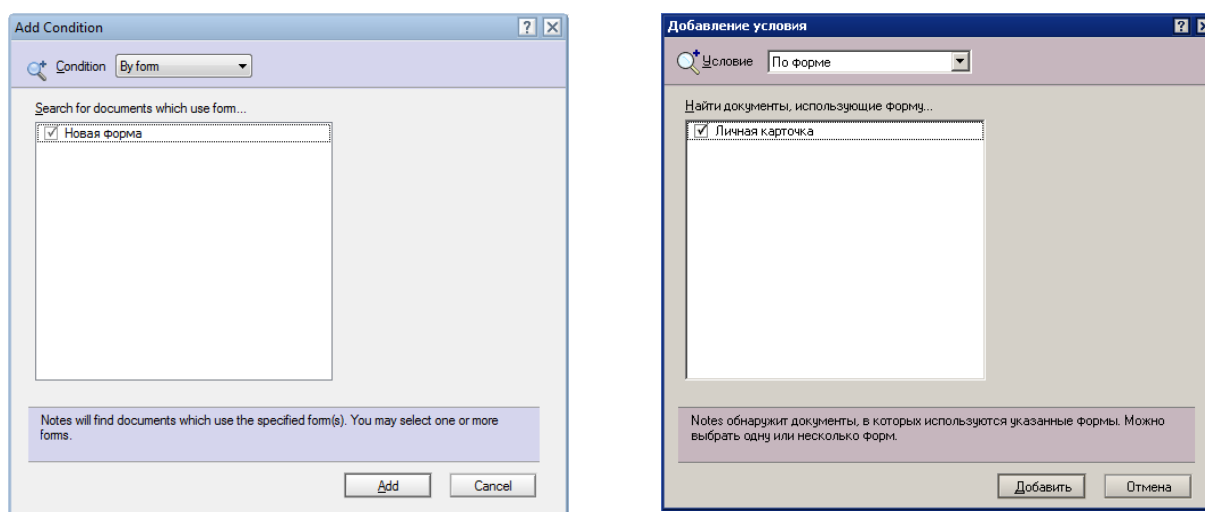 Add Condition
Condition By form
Search for documents which use form...
Новая форма
Notes will find documents which use the specified form(s). You may select one or more
forms.
Add Cancel
Добавление условия
Условие По форме
Найти документы, использующие форму...
Личная карточка
Notes обнаружит документы, в которых используются указанные формы. Можно
выбрать одну или несколько форм.
Добавить Отмена